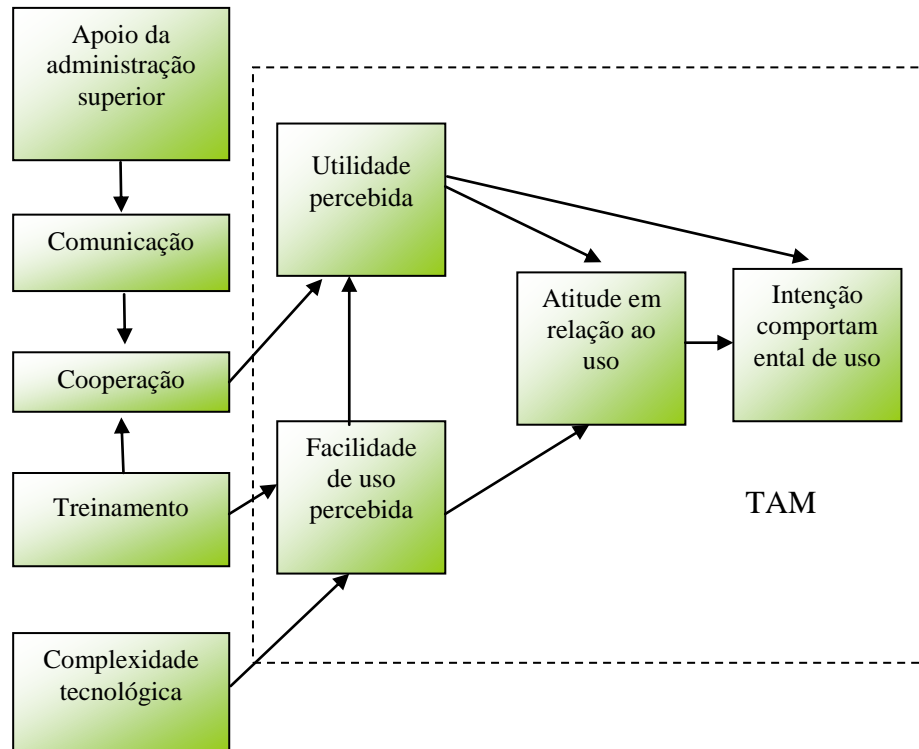 Apoio da
administração
superior
Comunicação
Cooperação
Treinamento
Complexidade
tecnológica
Utilidade
percebida
Facilidade
de uso
percebida
Atitude em
relação ao
uso
Intenção
comportam
ental de uso
TAM